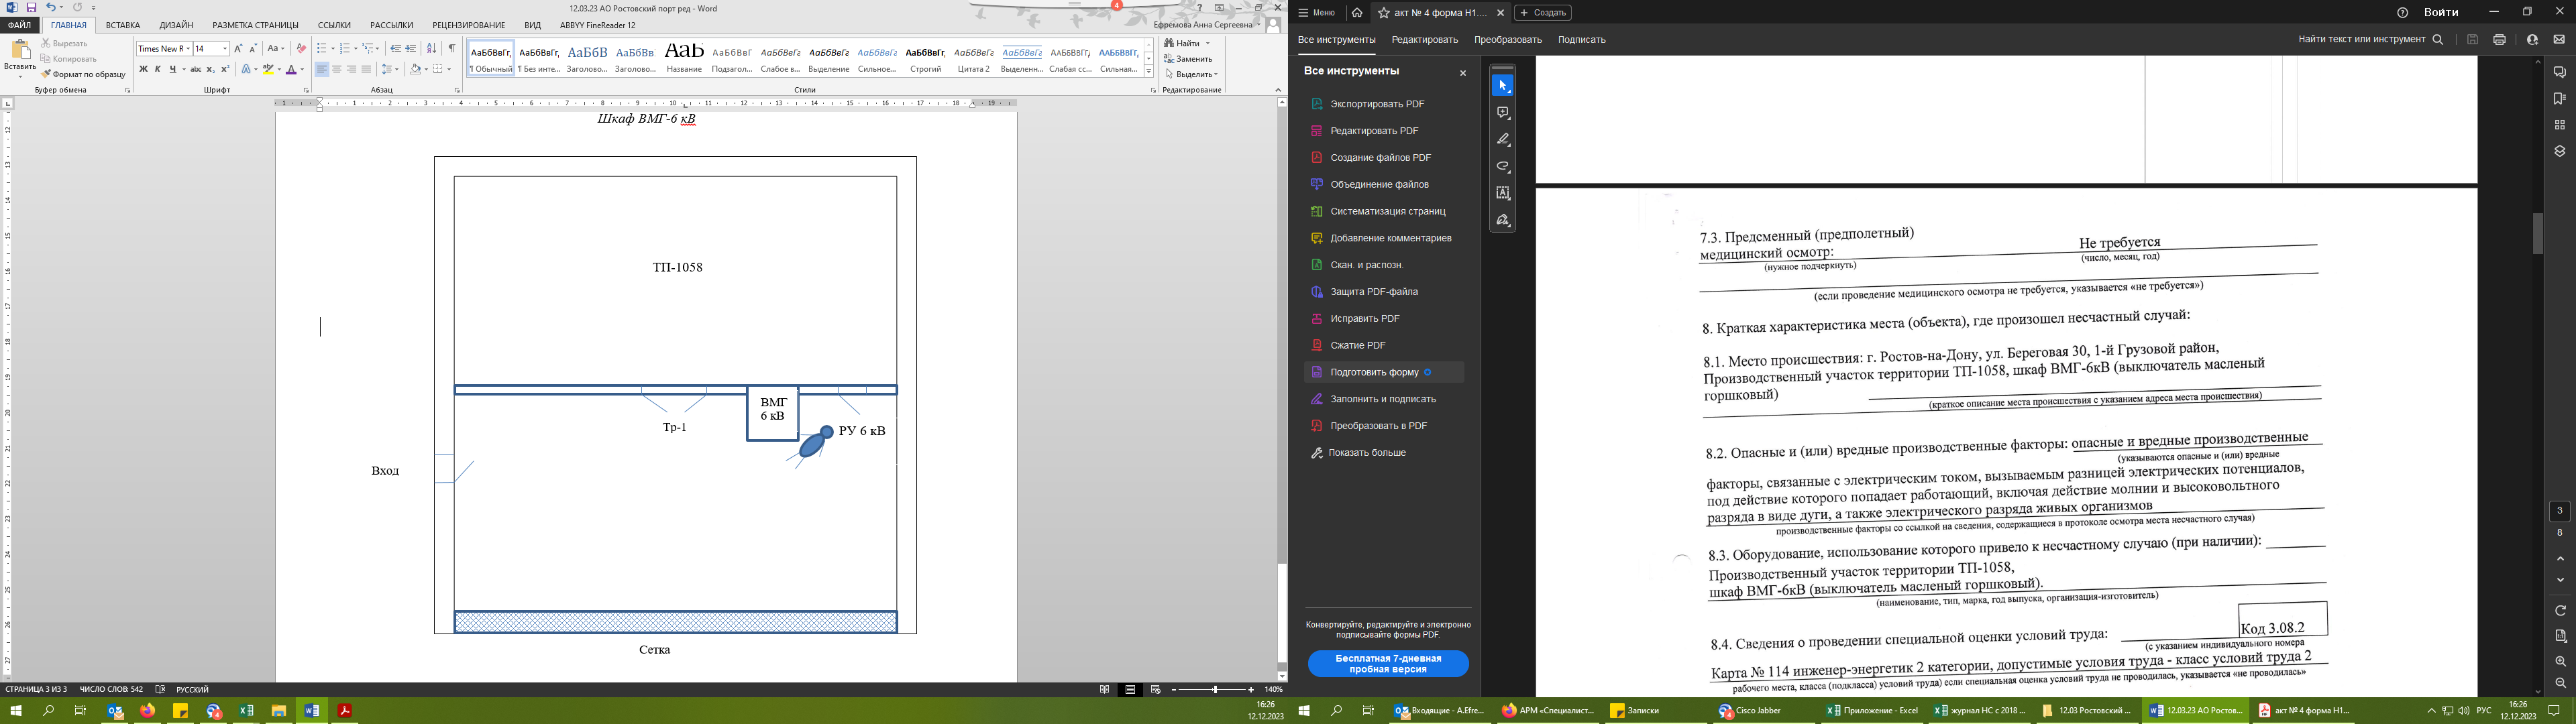 12.03.23 АО Ростовский порт ред - Word
Ефремова Анна Сергеевна
ФАЙЛ ГЛАВНАЯ ВСТАВКА ДИЗАЙН РАЗМЕТКА СТРАНИЦЫ ССЫЛКИ РАССЫЛКИ РЕЦЕНЗИРОВАНИЕ ВИД ABBYY FineReader 12
Вставить
Вырезать
Копировать
Формат по образцу
Буфер обмена
Times New R 14
Шрифт
Абзац
¶ Обычный ¶ Без инте... Заголово... Заголово... Название Подзагол... Слабое в... Выделение Сильное... Строгий Цитата 2 Выделенн... Слабая сс... Сильная...
Стили
Найти
Заменить
Выделить
Редактирование
Шкаф ВМГ-6 кВ
ТП-1058
ВМГ
6 кВ
Тр-1
РУ 6 кВ
Вход
Сетка
СТРАНИЦА 3 ИЗ 3 ЧИСЛО СЛОВ: 542 РУССКИЙ
140%
16:26
12.12.2023
Меню
акт № 4 форма Н1....
Создать
Войти
Все инструменты Редактировать Преобразовать Подписать
Найти текст или инструмент
Все инструменты
Экспортировать PDF
Редактировать PDF
Создание файлов PDF
Объединение файлов
Систематизация страниц
Добавление комментариев
Скан. и распозн.
Защита PDF-файла
Исправить PDF
Сжатие PDF
Подготовить форму
Заполнить и подписать
Преобразовать в PDF
Показать больше
Конвертируйте, редактируйте и электронно
подписывайте формы PDF.
Бесплатная 7-дневная
пробная версия
7.3. Предсменный (предполетный)
медицинский осмотр:
Не требуется
(нужное подчеркнуть)
(число, месяц, год)
(если проведение медицинского осмотра не требуется, указывается «не требуется»)
8. Краткая характеристика места (объекта), где произошел несчастный случай:
8.1. Место происшествия: г. Ростов-на-Дону, ул. Береговая 30, 1-й Грузовой район,
Производственный участок территории ТП-1058, шкаф ВМГ-6кВ (выключатель масленый
горшковый)
(краткое описание места происшествия с указанием адреса места происшествия)
8.2. Опасные и (или) вредные производственные факторы: опасные и вредные производственные
(указываются опасные и (или) вредные
факторы, связанные с электрическим током, вызываемым разницей электрических потенциалов,
под действие которого попадает работающий, включая действие молнии и высоковольтного
разряда в виде дуги, а также электрического разряда живых организмов
производственные факторы со ссылкой на сведения, содержащиеся в протоколе осмотра места несчастного случая)
8.3. Оборудование, использование которого привело к несчастному случаю (при наличии):
Производственный участок территории ТП-1058,
шкаф ВМГ-6кВ (выключатель масленый горшковый).
(наименование, тип, марка, год выпуска, организация-изготовитель)
8.4. Сведения о проведении специальной оценки условий труда:
Код 3.08.2
(с указанием индивидуального номера
Карта № 114 инженер-энергетик 2 категории, допустимые условия труда - класс условий труда 2
рабочего места, класса (подкласса) условий труда) если специальная оценка условий труда не проводилась, указывается «не проводилась»
3
8
Входящие - A.Efre... АРМ «Специалист... Записки Cisco Jabber Приложение - Excel журнал НС с 2018 ... 12.03 Ростовский ... 12.03.23 АО Ростов... акт № 4 форма Н1...
РУС
16:26
12.12.2023